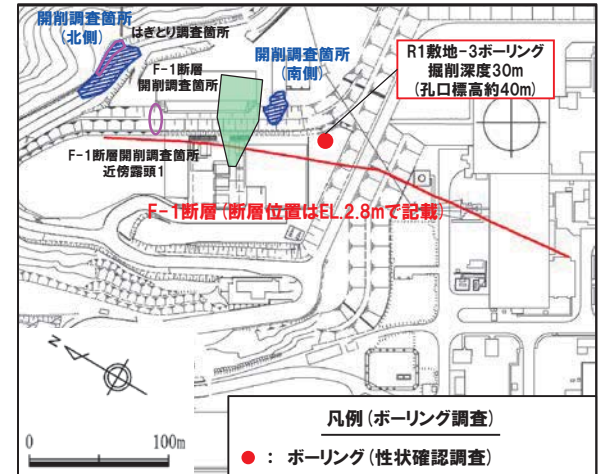 開削調査箇所
(北側)
はぎとり調査箇所
F-1断層
開削調査箇所
開削調査箇所
(南側)
R1敷地-3ボーリング
掘削深度30m
(孔口標高約40m)
F-1断層開削調査箇所
近傍露頭1
F-1断層(断層位置はEL.2.8mで記載)
N
0 100m
凡例(ボーリング調査)
● : ボーリング(性状確認調査)